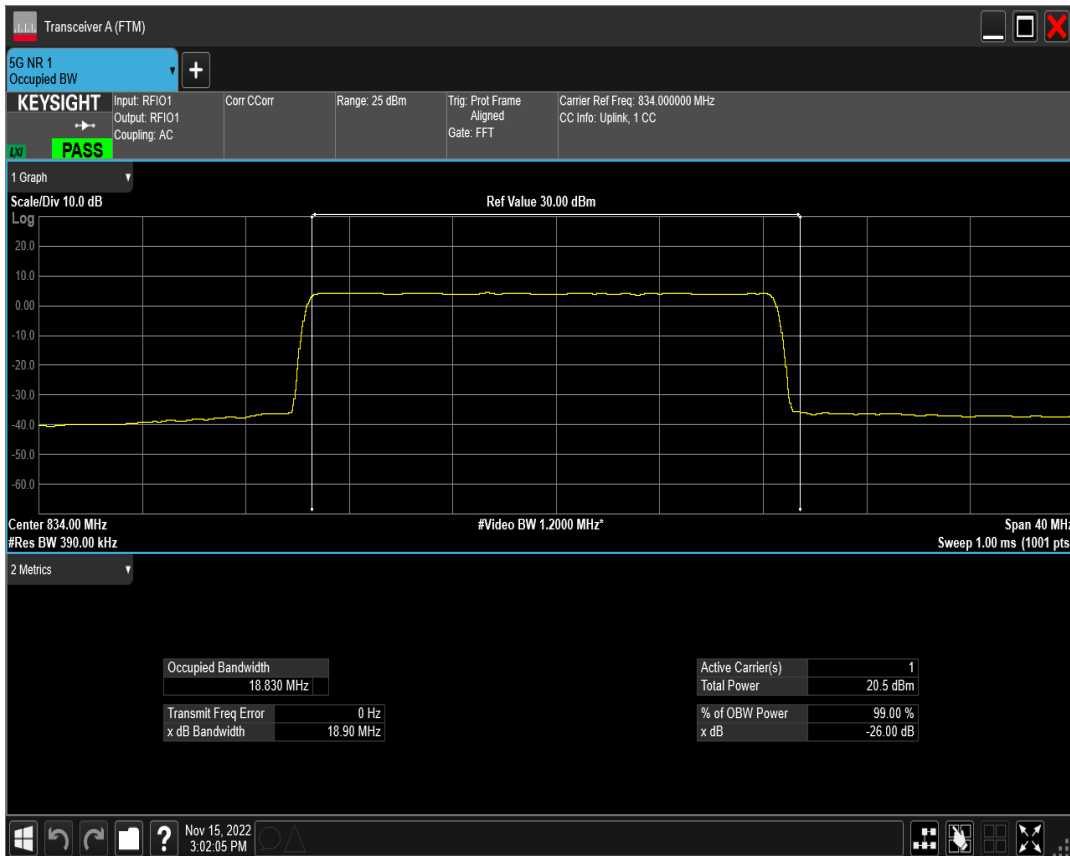 Transceiver A (FTM)
5G NR 1
Occupied BW
KEYSIGHT
LXI
PASS
Input: RFIO1
Output: RFIO1
Coupling: AC
Corr CCorr
Range: 25 dBm
Trig: Prot Frame
Aligned
Gate: FFT
Carrier Ref Freq: 834.000000 MHz
CC Info: Uplink, 1 CC
1 Graph
Scale/Div 10.0 dB
Ref Value 30.00 dBm
Log
20.0
10.0
0.00
-10.0
-20.0
-30.0
-40.0
-50.0
-60.0
Center 834.00 MHz
#Video BW 1.2000 MHz*
Span 40 MHz
#Res BW 390.00 kHz
Sweep 1.00 ms (1001 pts
2 Metrics
Occupied Bandwidth
18.830 MHz
Transmit Freq Error 0 Hz
x dB Bandwidth 18.90 MHz
Active Carrier(s) 1
Total Power 20.5 dBm
% of OBW Power 99.00 %
x dB -26.00 dB
?
Nov 15, 2022
3:02:05 PM